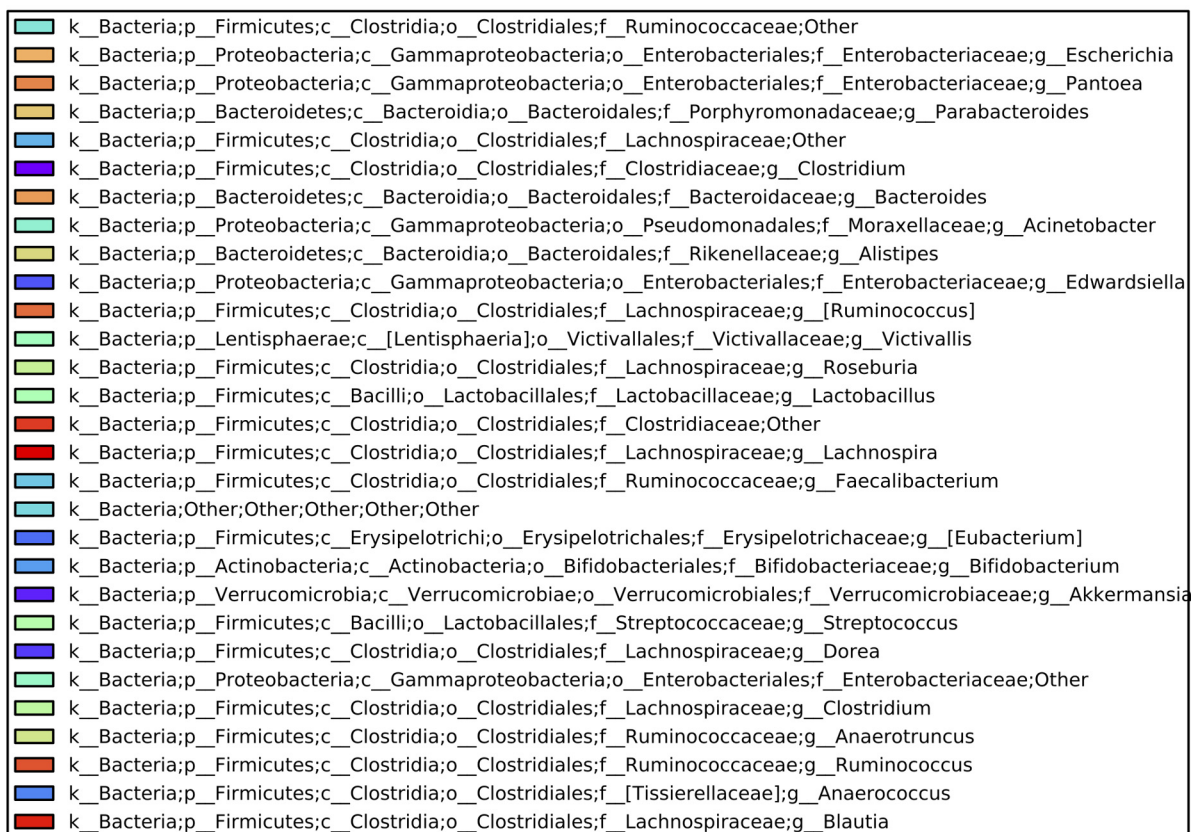 k__Bacteria;p__Firmicutes;c__Clostridia;o__Clostridiales;f__Ruminococcaceae;Other
k__Bacteria;p__Proteobacteria;c__Gammaproteobacteria;o__Enterobacteriales;f__Enterobacteriaceae;g__Escherichia
k__Bacteria;p__Proteobacteria;c__Gammaproteobacteria;o__Enterobacteriales;f__Enterobacteriaceae;g__Pantoea
k__Bacteria;p__Bacteroidetes;c__Bacteroidia;o__Bacteroidales;f__Porphyromonadaceae;g__Parabacteroides
k__Bacteria;p__Firmicutes;c__Clostridia;o__Clostridiales;f__Lachnospiraceae;Other
k__Bacteria;p__Firmicutes;c__Clostridia;o__Clostridiales;f__Clostridiaceae;g__Clostridium
k__Bacteria;p__Bacteroidetes;c__Bacteroidia;o__Bacteroidales;f__Bacteroidaceae;g__Bacteroides
k__Bacteria;p__Proteobacteria;c__Gammaproteobacteria;o__Pseudomonadales;f__Moraxellaceae;g__Acinetobacter
k__Bacteria;p__Bacteroidetes;c__Bacteroidia;o__Bacteroidales;f__Rikenellaceae;g__Alistipes
k__Bacteria;p__Proteobacteria;c__Gammaproteobacteria;o__Enterobacteriales;f__Enterobacteriaceae;g__Edwardsiella
k__Bacteria;p__Firmicutes;c__Clostridia;o__Clostridiales;f__Lachnospiraceae;g__[Ruminococcus]
k__Bacteria;p__Lentisphaerae;c__[Lentisphaeria];o__Victivallales;f__Victivallaceae;g__Victivallis
k__Bacteria;p__Firmicutes;c__Clostridia;o__Clostridiales;f__Lachnospiraceae;g__Roseburia
k__Bacteria;p__Firmicutes;c__Bacilli;o__Lactobacillales;f__Lactobacillaceae;g__Lactobacillus
k__Bacteria;p__Firmicutes;c__Clostridia;o__Clostridiales;f__Clostridiaceae;Other
k__Bacteria;p__Firmicutes;c__Clostridia;o__Clostridiales;f__Lachnospiraceae;g__Lachnospira
k__Bacteria;p__Firmicutes;c__Clostridia;o__Clostridiales;f__Ruminococcaceae;g__Faecalibacterium
k__Bacteria;Other;Other;Other;Other;Other
k__Bacteria;p__Firmicutes;c__Erysipelotrichi;o__Erysipelotrichales;f__Erysipelotrichaceae;g__[Eubacterium]
k__Bacteria;p__Actinobacteria;c__Actinobacteria;o__Bifidobacteriales;f__Bifidobacteriaceae;g__Bifidobacterium
k__Bacteria;p__Verrucomicrobia;c__Verrucomicrobiae;o__Verrucomicrobiales;f__Verrucomicrobiaceae;g__Akkermansia
k__Bacteria;p__Firmicutes;c__Bacilli;o__Lactobacillales;f__Streptococcaceae;g__Streptococcus
k__Bacteria;p__Firmicutes;c__Clostridia;o__Clostridiales;f__Lachnospiraceae;g__Dorea
k__Bacteria;p__Proteobacteria;c__Gammaproteobacteria;o__Enterobacteriales;f__Enterobacteriaceae;Other
k__Bacteria;p__Firmicutes;c__Clostridia;o__Clostridiales;f__Lachnospiraceae;g__Clostridium
k__Bacteria;p__Firmicutes;c__Clostridia;o__Clostridiales;f__Ruminococcaceae;g__Anaerotruncus
k__Bacteria;p__Firmicutes;c__Clostridia;o__Clostridiales;f__Ruminococcaceae;g__Ruminococcus
k__Bacteria;p__Firmicutes;c__Clostridia;o__Clostridiales;f__[Tissierellaceae];g__Anaerococcus
k__Bacteria;p__Firmicutes;c__Clostridia;o__Clostridiales;f__Lachnospiraceae;g__Blautia